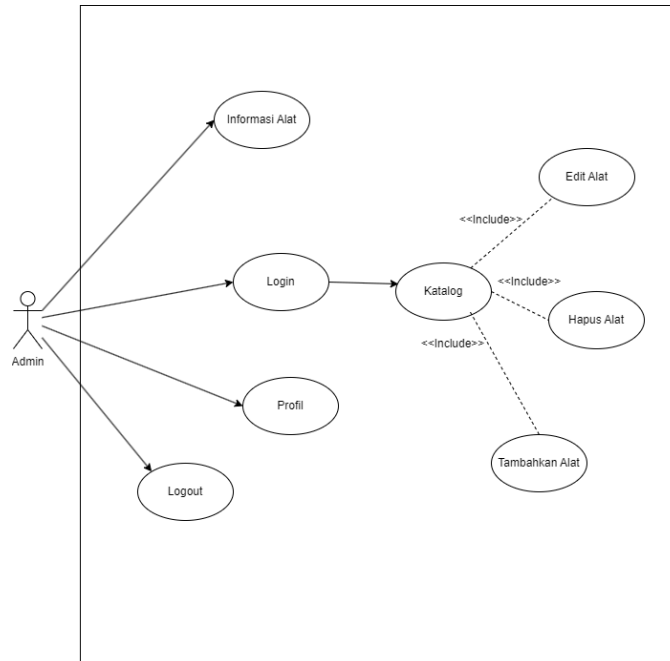 Informasi Alat
Edit Alat
<<Include>>
Login
Katalog
<<Include>>
Hapus Alat
<<Include>>
Admin
Profil
Tambahkan Alat
Logout